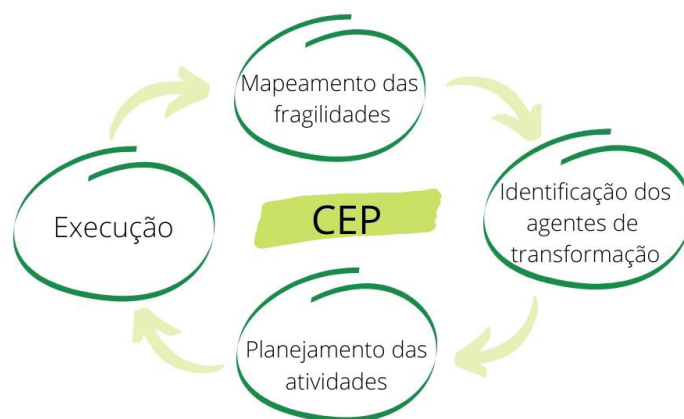 Mapeamento das
fragilidades
Identificação dos
agentes de
transformação
Execução
CEP
Planejamento das
atividades